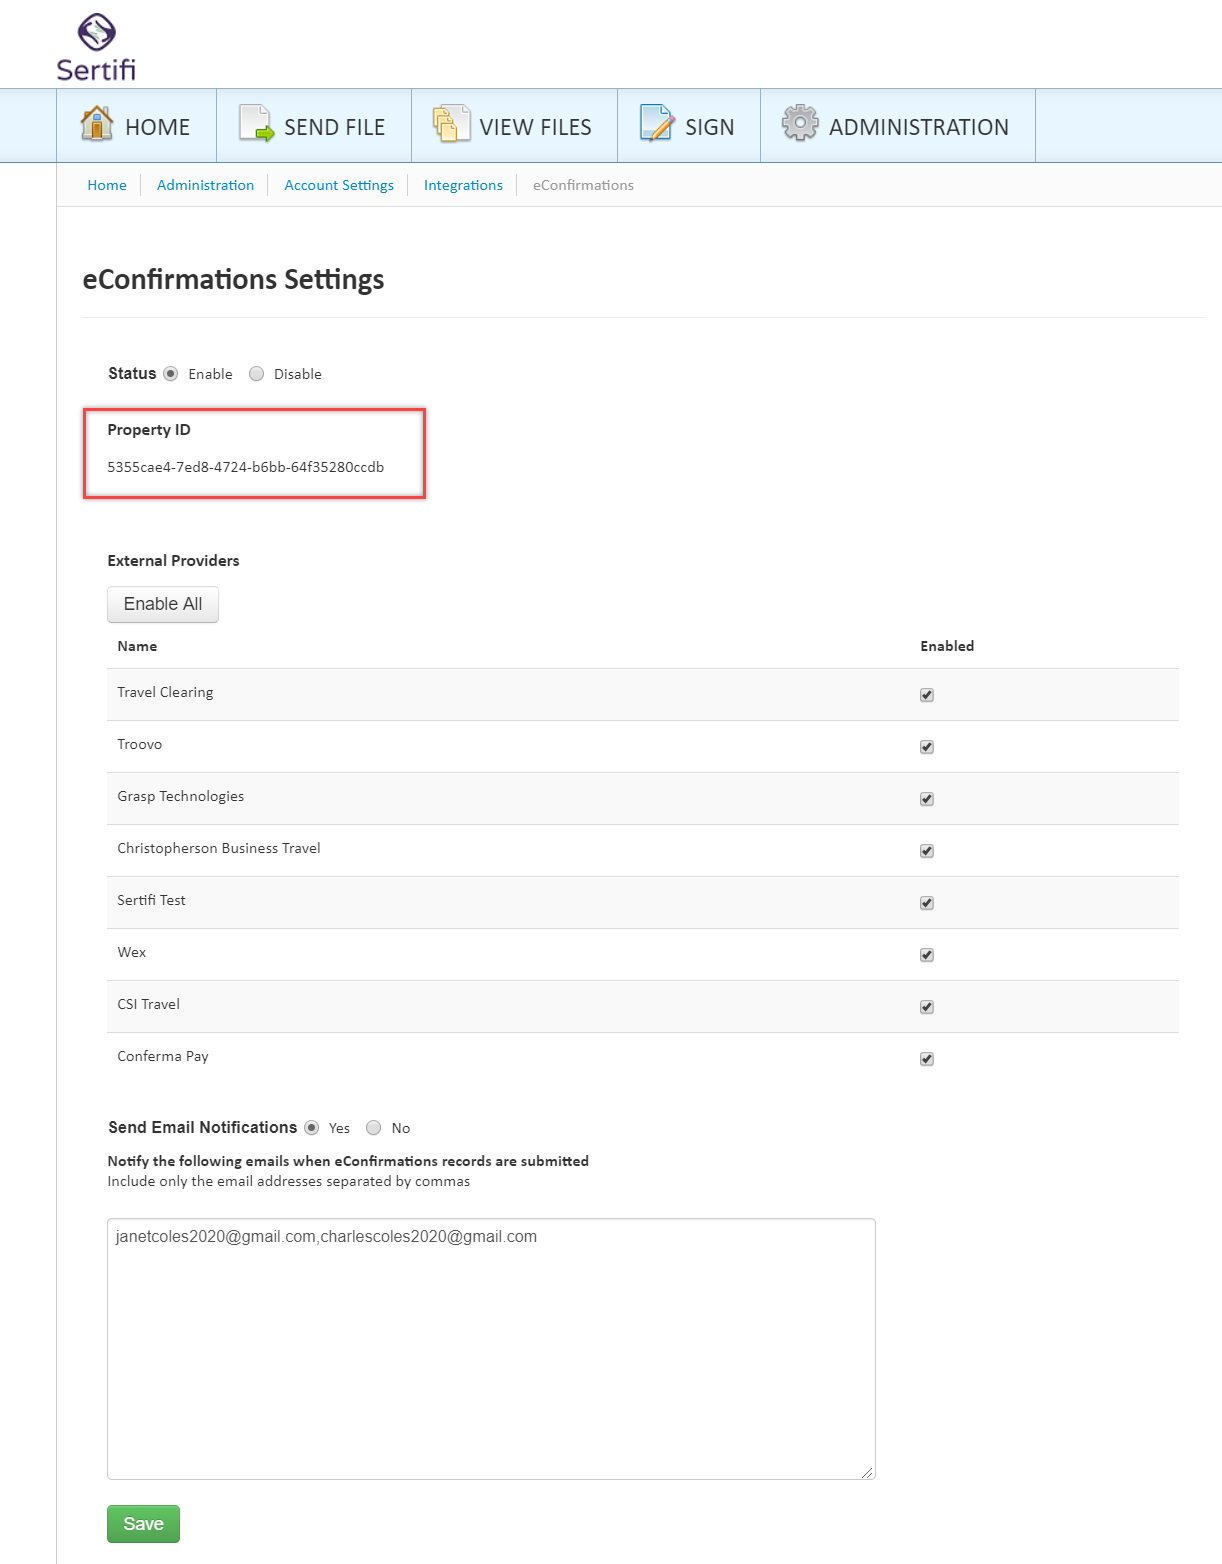 Sertifi
HOME SEND FILE VIEW FILES SIGN ADMINISTRATION
Home Administration Account Settings Integrations eConfirmations
eConfirmations Settings
Status Enable Disable
Property ID
5355cae4-7ed8-4724-b6bb-64f35280ccdb
External Providers
Enable All
Name Enabled
Travel Clearing
Troovo
Grasp Technologies
Christopherson Business Travel
Sertifi Test
Wex
CSI Travel
Conferma Pay
Send Email Notifications Yes No
Notify the following emails when eConfirmations records are submitted
Include only the email addresses separated by commas
janetcoles2020@gmail.com,charlescoles2020@gmail.com
Save